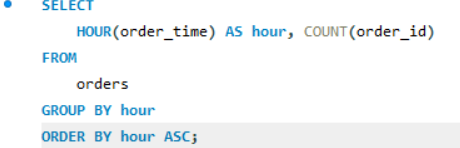 SELECT
HOUR(order_time) AS hour, COUNT(order_id)
FROM
orders
GROUP BY hour
ORDER BY hour ASC;